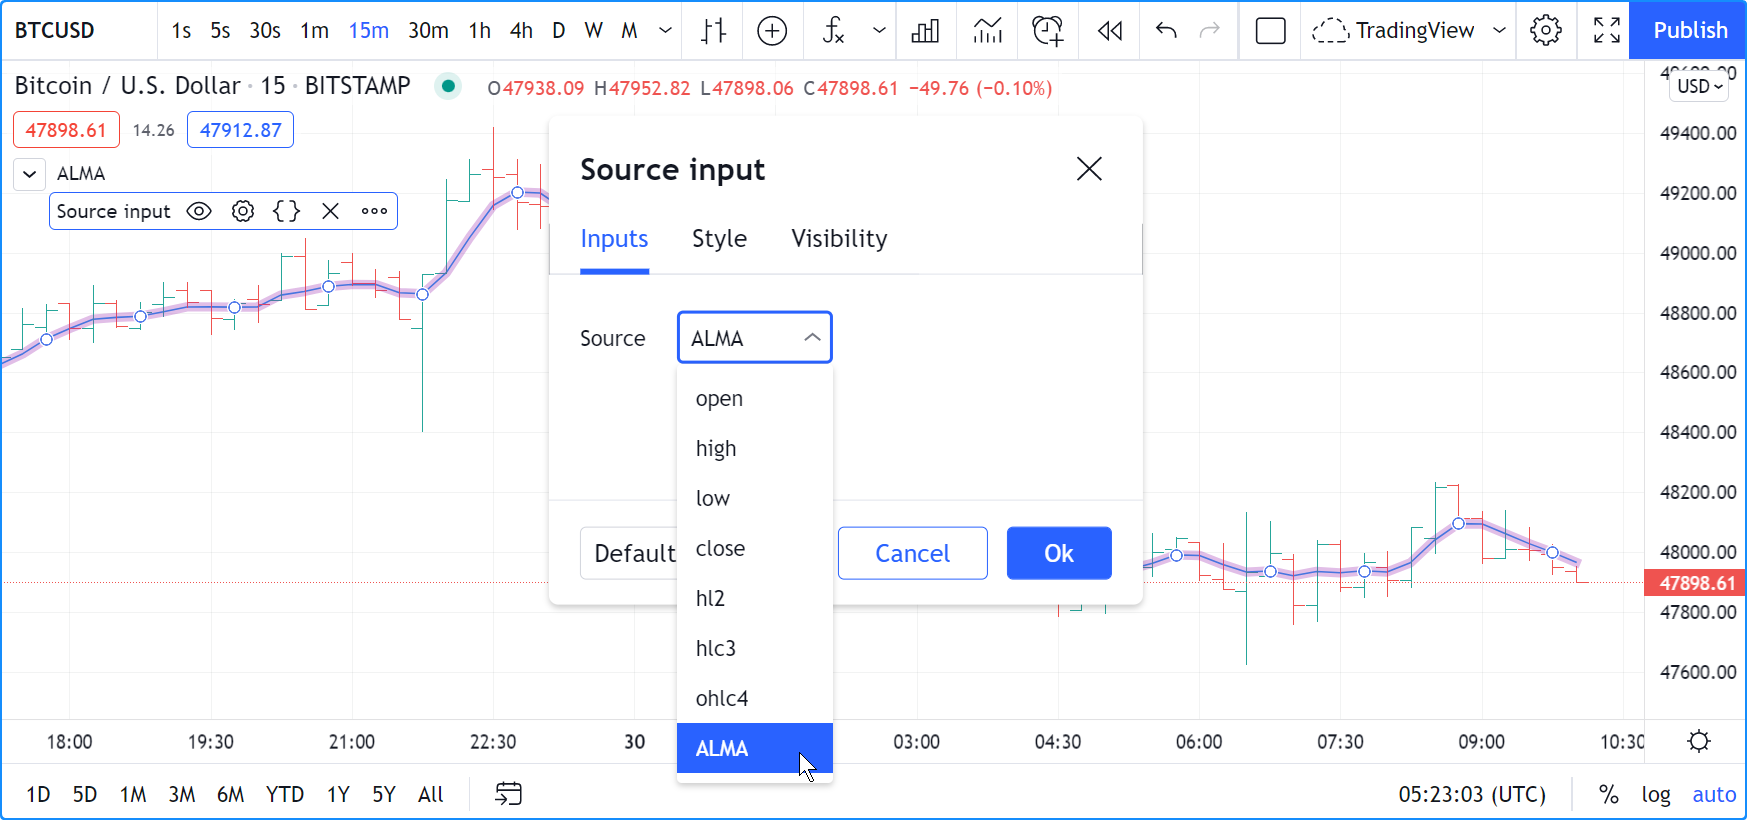 BTCUSD 1s 5s 30s 1m 15m 30m 1h 4h D W M TradingView Publish
Bitcoin / U.S. Dollar · 15 · BITSTAMP O47938.09 H47952.82 L47898.06 C47898.61 −49.76 (−0.10%)
USD
47898.61 14.26 47912.87
ALMA
Source input
Source input
Inputs Style Visibility
Source ALMA
open
high
low
close
hl2
hlc3
ohlc4
ALMA
Default
Cancel
Ok
49400.00
49200.00
49000.00
48800.00
48600.00
48400.00
48200.00
48000.00
47898.61
47800.00
47600.00
18:00 19:30 21:00 22:30 30 03:00 04:30 06:00 07:30 09:00 10:30
1D 5D 1M 3M 6M YTD 1Y 5Y All 05:23:03 (UTC) % log auto